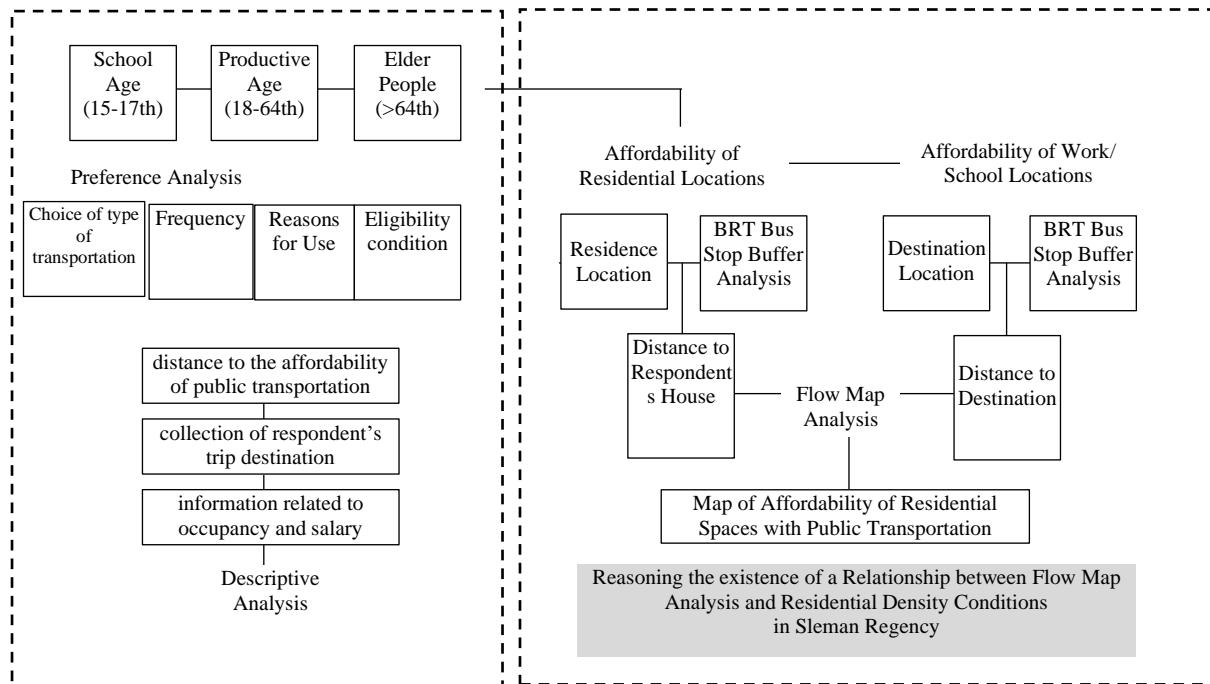 School
Age
(15-17th)
Productive
Age
(18-64th)
Elder
People
(>64th)
Preference Analysis
Choice of type
of
transportation
Frequency
Reasons
for Use
Eligibility
condition
distance to the affordability
of public transportation
collection of respondent’s
trip destination
information related to
occupancy and salary
Descriptive
Analysis
Affordability of
Residential Locations
Affordability of Work/
School Locations
Residence
Location
BRT Bus
Stop Buffer
Analysis
Destination
Location
BRT Bus
Stop Buffer
Analysis
Distance to
Respondent
s House
Flow Map
Analysis
Distance to
Destination
Map of Affordability of Residential
Spaces with Public Transportation
Reasoning the existence of a Relationship between Flow Map
Analysis and Residential Density Conditions
in Sleman Regency